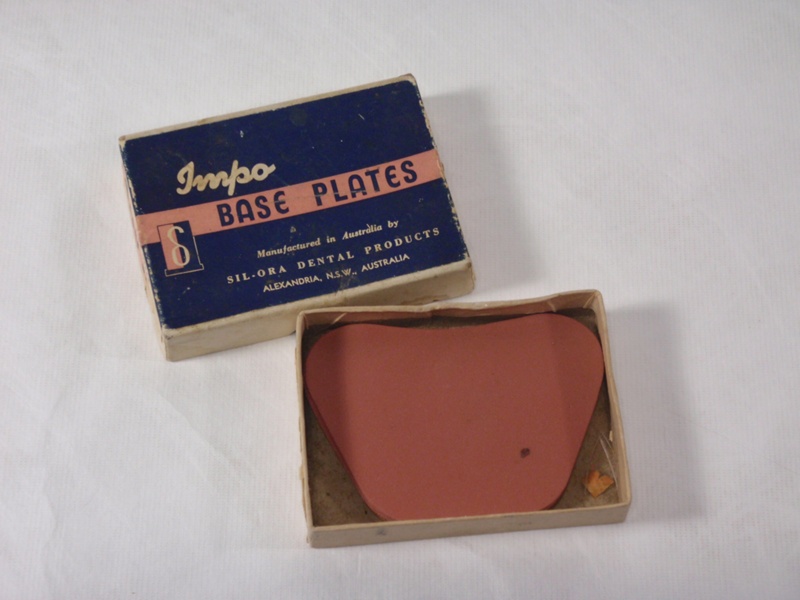 Impo
BASE PLATES
δ
Manufactured in Australia by
SIL-ORA DENTAL PRODUCTS
ALEXANDRIA, N.S.W., AUSTRALIA